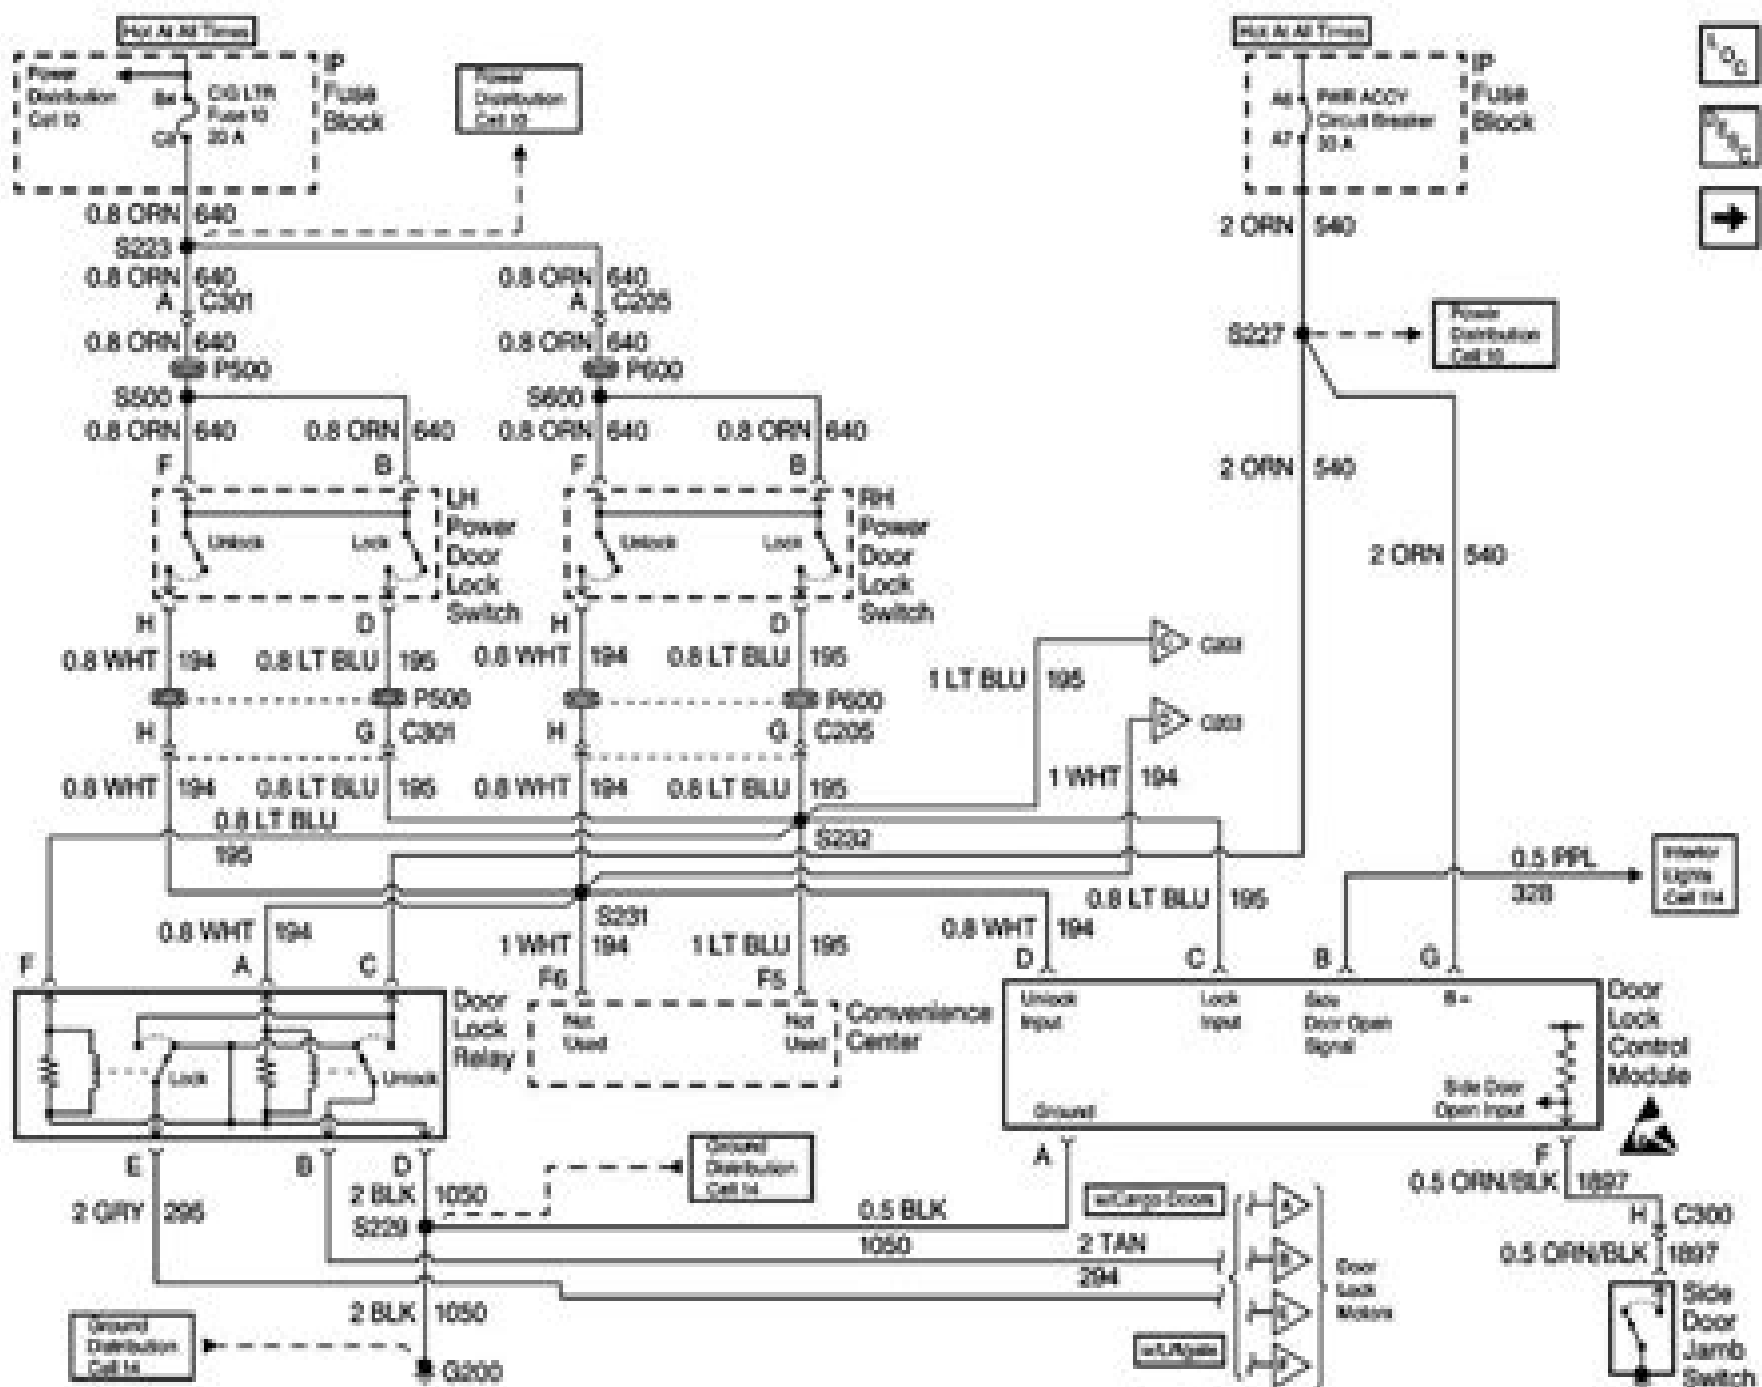 Hot At All Times
Hot At All Times
Power
Distribution
Cell 10
B4
C2
CIG LTR
Fuse 10
20 A
IP
Fuse
Block
Power
Distribution
Cell 10
A6
A7
PWR ACCY
Circuit Breaker
30 A
IP
Fuse
Block
LOC
DESC
0.8 ORN 640
2 ORN 540
S223
0.8 ORN 640
0.8 ORN 640
A C301
A C205
S227
Power
Distribution
Cell 10
0.8 ORN 640
0.8 ORN 640
P500
P600
S500
S600
0.8 ORN 640
0.8 ORN 640
0.8 ORN 640
0.8 ORN 640
F
B
F
B
2 ORN 540
Unlock
Lock
LH
Power
Door
Lock
Switch
Unlock
Lock
RH
Power
Door
Lock
Switch
2 ORN 540
H
D
H
D
0.8 WHT 194
0.8 LT BLU 195
0.8 WHT 194
0.8 LT BLU 195
C
1 LT BLU 195
P500
P600
C203
H
G C301
H
G C205
1 WHT 194
0.8 WHT 194
0.8 LT BLU 195
0.8 WHT 194
0.8 LT BLU 195
0.8 LT BLU
195
S232
0.5 PPL
328
Interior
Lights
Cell 114
S231
0.8 LT BLU 195
0.8 WHT 194
1 WHT 194
1 LT BLU 195
0.8 WHT 194
F
A
C
F6
F5
D
C
B
G
Door
Lock
Relay
Lock
Unlock
Not
Used
Not
Used
Convenience
Center
Unlock
Input
Lock
Input
Side
Door Open
Signal
B+
Side Door
Open Input
Ground
Door
Lock
Control
Module
E
B
D
Ground
Distribution
Cell 14
A
F
2 GRY 295
2 BLK 1050
S229
0.5 BLK
1050
w/Cargo Doors
0.5 ORN/BLK 1897
H C300
2 TAN
294
0.5 ORN/BLK 1897
Door
Lock
Motors
2 BLK 1050
Ground
Distribution
Cell 14
G200
w/Liftgate
Side
Door
Jamb
Switch